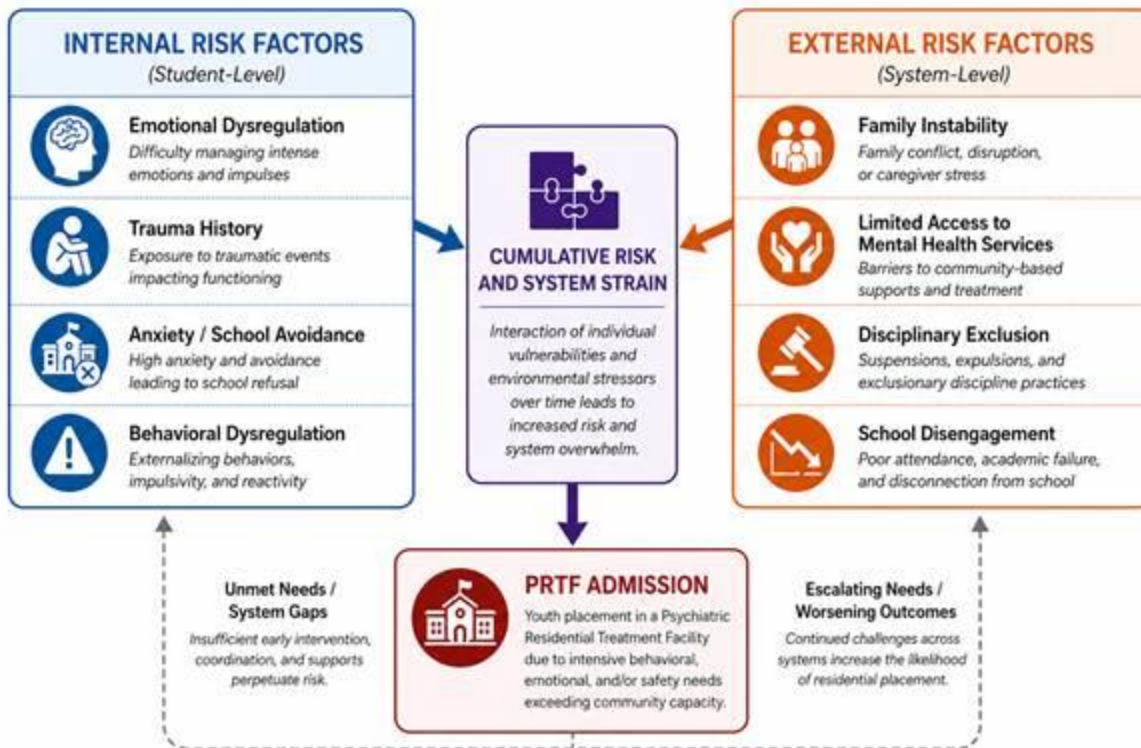 INTERNAL RISK FACTORS
(Student-Level)
Emotional Dysregulation
Difficulty managing intense
emotions and impulses
Trauma History
Exposure to traumatic events
impacting functioning
Anxiety / School Avoidance
High anxiety and avoidance
leading to school refusal
Behavioral Dysregulation
Externalizing behaviors,
impulsivity, and reactivity
CUMULATIVE RISK
AND SYSTEM STRAIN
Interaction of individual
vulnerabilities and
environmental stressors
over time leads to
increased risk and
system overwhelm.
EXTERNAL RISK FACTORS
(System-Level)
Family Instability
Family conflict, disruption,
or caregiver stress
Limited Access to
Mental Health Services
Barriers to community-based
supports and treatment
Disciplinary Exclusion
Suspensions, expulsions, and
exclusionary discipline practices
School Disengagement
Poor attendance, academic failure,
and disconnection from school
Unmet Needs /
System Gaps
Insufficient early intervention,
coordination, and supports
perpetuate risk.
PRTF ADMISSION
Youth placement in a Psychiatric
Residential Treatment Facility
due to intensive behavioral,
emotional, and/or safety needs
exceeding community capacity.
Escalating Needs /
Worsening Outcomes
Continued challenges across
systems increase the likelihood
of residential placement.